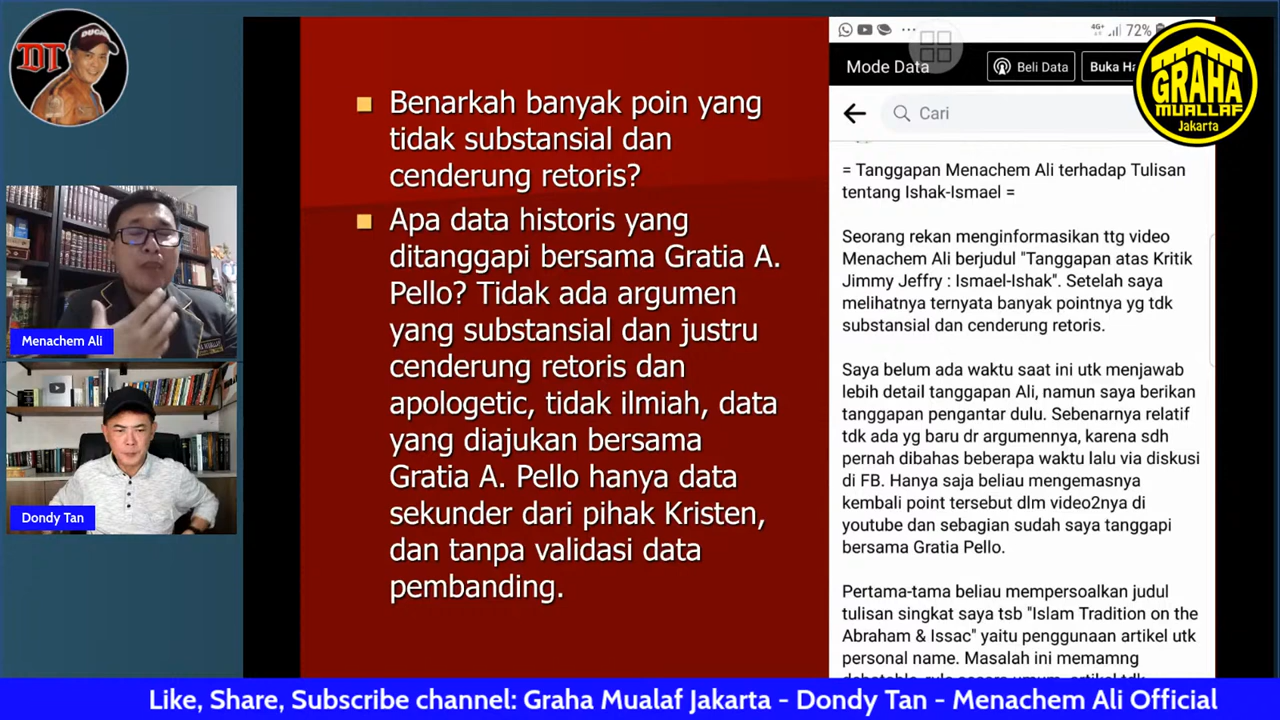 DT
Menachem Ali
Dondy Tan
Benarkah banyak poin yang
tidak substansial dan
cenderung retoris?
Apa data historis yang
ditanggapi bersama Gratia A.
Pello? Tidak ada argumen
yang substansial dan justru
cenderung retoris dan
apologetic, tidak ilmiah, data
yang diajukan bersama
Gratia A. Pello hanya data
sekunder dari pihak Kristen,
dan tanpa validasi data
pembanding.
4G+ 72%
Mode Data
Beli Data
Buka Ha
GRAHA
MUALLAF
Jakarta
Cari
= Tanggapan Menachem Ali terhadap Tulisan
tentang Ishak-Ismael =
Seorang rekan menginformasikan ttg video
Menachem Ali berjudul "Tanggapan atas Kritik
Jimmy Jeffry : Ismael-Ishak". Setelah saya
melihatnya ternyata banyak pointnya yg tdk
substansial dan cenderung retoris.
Saya belum ada waktu saat ini utk menjawab
lebih detail tanggapan Ali, namun saya berikan
tanggapan pengantar dulu. Sebenarnya relatif
tdk ada yg baru dr argumennya, karena sdh
pernah dibahas beberapa waktu lalu via diskusi
di FB. Hanya saja beliau mengemasnya
kembali point tersebut dlm video2nya di
youtube dan sebagian sudah saya tanggapi
bersama Gratia Pello.
Pertama-tama beliau mempersoalkan judul
tulisan singkat saya tsb "Islam Tradition on the
Abraham & Issac" yaitu penggunaan artikel utk
personal name. Masalah ini memamng
Like, Share, Subscribe channel: Graha Mualaf Jakarta - Dondy Tan - Menachem Ali Official